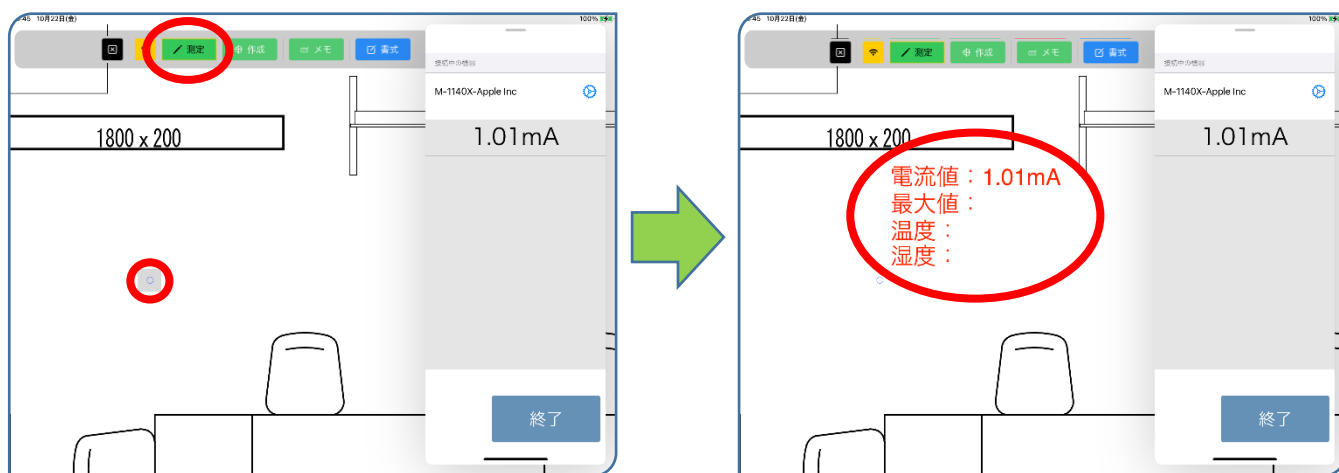 :45 10月22日(金)
100%
測定
作成
メモ
書式
接続中の機器
M-1140X-Apple Inc
1.01mA
1800 x 200
終了
:45 10月22日(金)
100%
測定
作成
メモ
書式
接続中の機器
M-1140X-Apple Inc
1.01mA
1800 x 200
電流値：1.01mA
最大値：
温度：
湿度：
終了